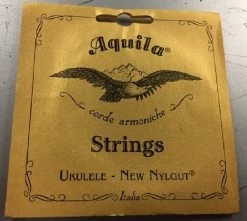 Aquila®
corde armoniche
Strings
UKULELE - NEW NYLGUT®
Italia